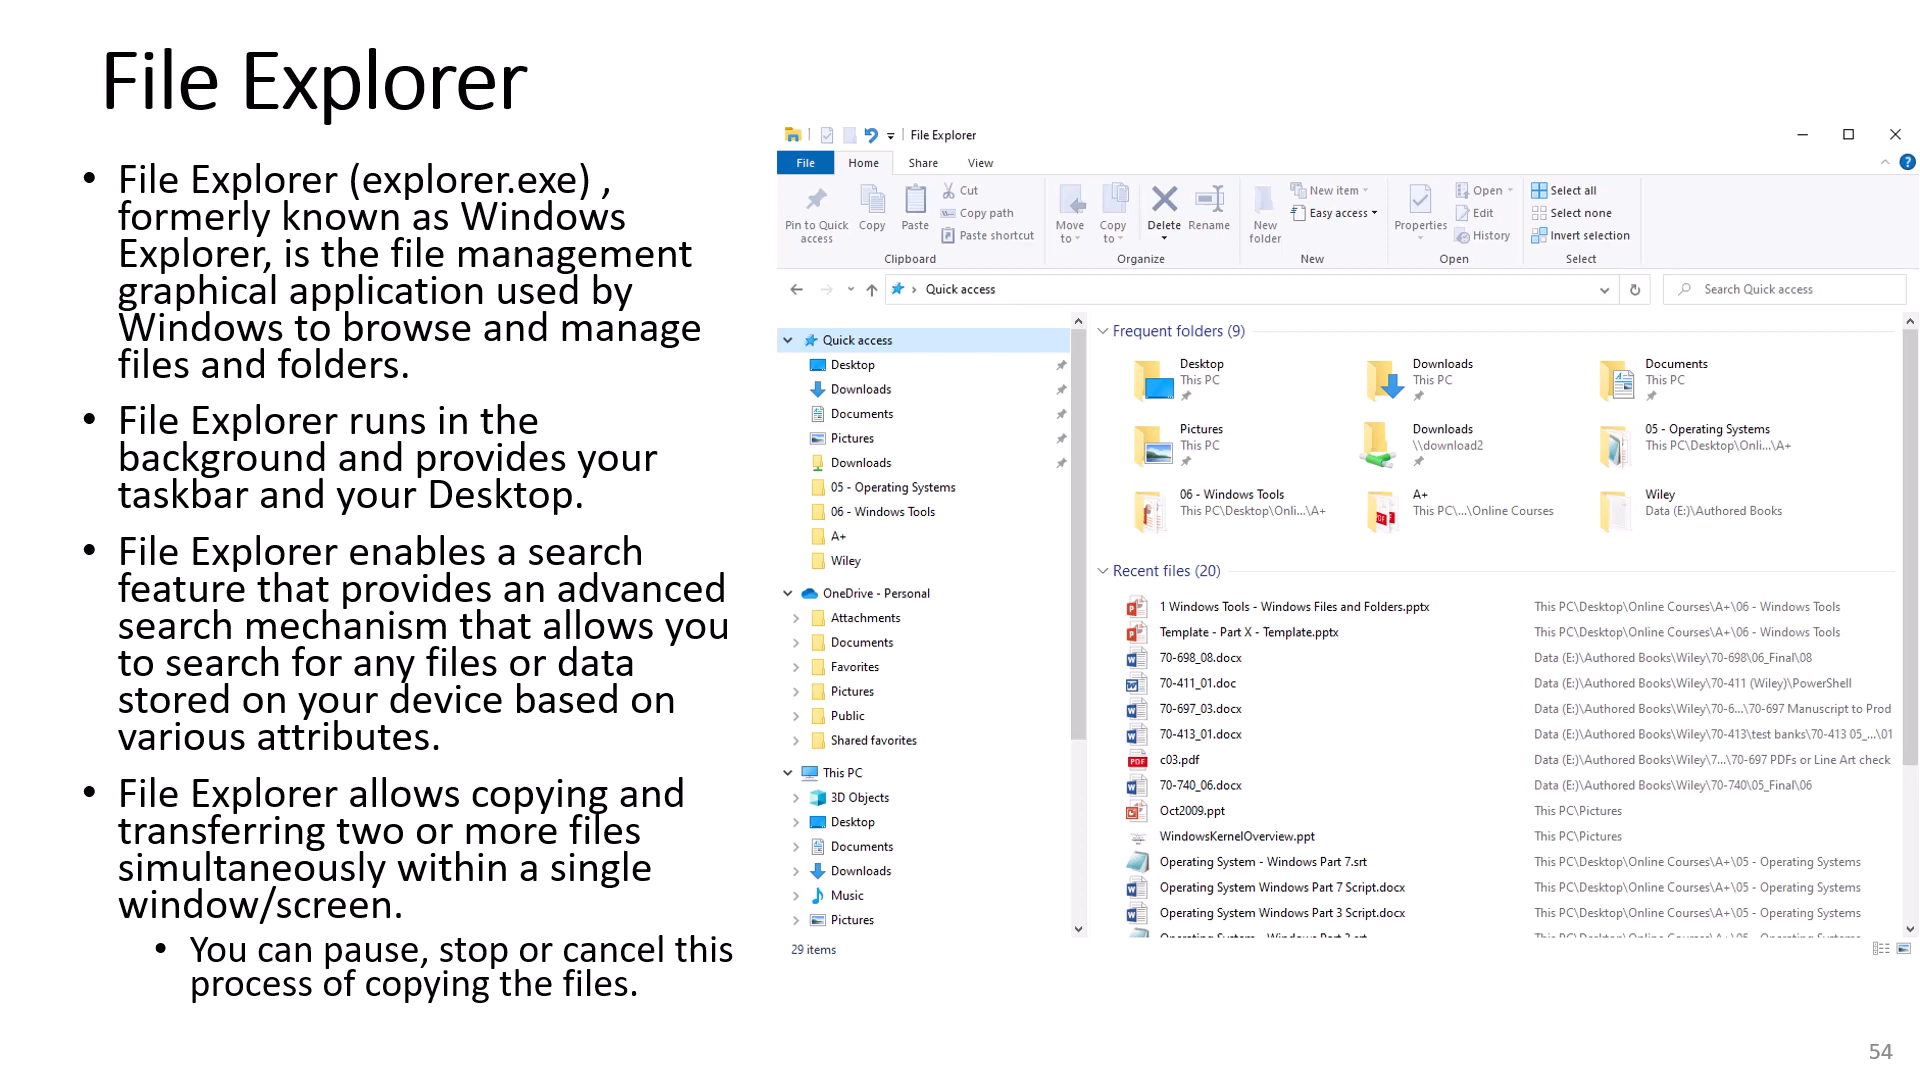 File Explorer
• File Explorer (explorer.exe) ,
formerly known as Windows
Explorer, is the file management
graphical application used by
Windows to browse and manage
files and folders.
• File Explorer runs in the
background and provides your
taskbar and your Desktop.
• File Explorer enables a search
feature that provides an advanced
search mechanism that allows you
to search for any files or data
stored on your device based on
various attributes.
• File Explorer allows copying and
transferring two or more files
simultaneously within a single
window/screen.
• You can pause, stop or cancel this
process of copying the files.
File Explorer
File Home Share View
Pin to Quick access
Copy
Paste
Cut
Copy path
Paste shortcut
Clipboard
Move to
Copy to
Delete
Rename
Organize
New folder
New item
Easy access
New
Properties
Open
Edit
History
Open
Select all
Select none
Invert selection
Select
Quick access
Search Quick access
Quick access
Desktop
Downloads
Documents
Pictures
Downloads
05 - Operating Systems
06 - Windows Tools
A+
Wiley
OneDrive - Personal
Attachments
Documents
Favorites
Pictures
Public
Shared favorites
This PC
3D Objects
Desktop
Documents
Downloads
Music
Pictures
29 items
Frequent folders (9)
Desktop
This PC
Downloads
This PC
Documents
This PC
Pictures
This PC
Downloads
\\download2
05 - Operating Systems
This PC\Desktop\Onli...\A+
06 - Windows Tools
This PC\Desktop\Onli...\A+
A+
This PC\...\Online Courses
Wiley
Data (E:)\Authored Books
Recent files (20)
1 Windows Tools - Windows Files and Folders.pptx This PC\Desktop\Online Courses\A+\06 - Windows Tools
Template - Part X - Template.pptx This PC\Desktop\Online Courses\A+\06 - Windows Tools
70-698_08.docx Data (E:)\Authored Books\Wiley\70-698\06_Final\08
70-411_01.doc Data (E:)\Authored Books\Wiley\70-411 (Wiley)\PowerShell
70-697_03.docx Data (E:)\Authored Books\Wiley\70-6...\70-697 Manuscript to Prod
70-413_01.docx Data (E:)\Authored Books\Wiley\70-413\test banks\70-413 05_...\01
c03.pdf Data (E:)\Authored Books\Wiley\7...\70-697 PDFs or Line Art check
70-740_06.docx Data (E:)\Authored Books\Wiley\70-740\05_Final\06
Oct2009.ppt This PC\Pictures
WindowsKernelOverview.ppt This PC\Pictures
Operating System - Windows Part 7.srt This PC\Desktop\Online Courses\A+\05 - Operating Systems
Operating System Windows Part 7 Script.docx This PC\Desktop\Online Courses\A+\05 - Operating Systems
Operating System Windows Part 3 Script.docx This PC\Desktop\Online Courses\A+\05 - Operating Systems
54